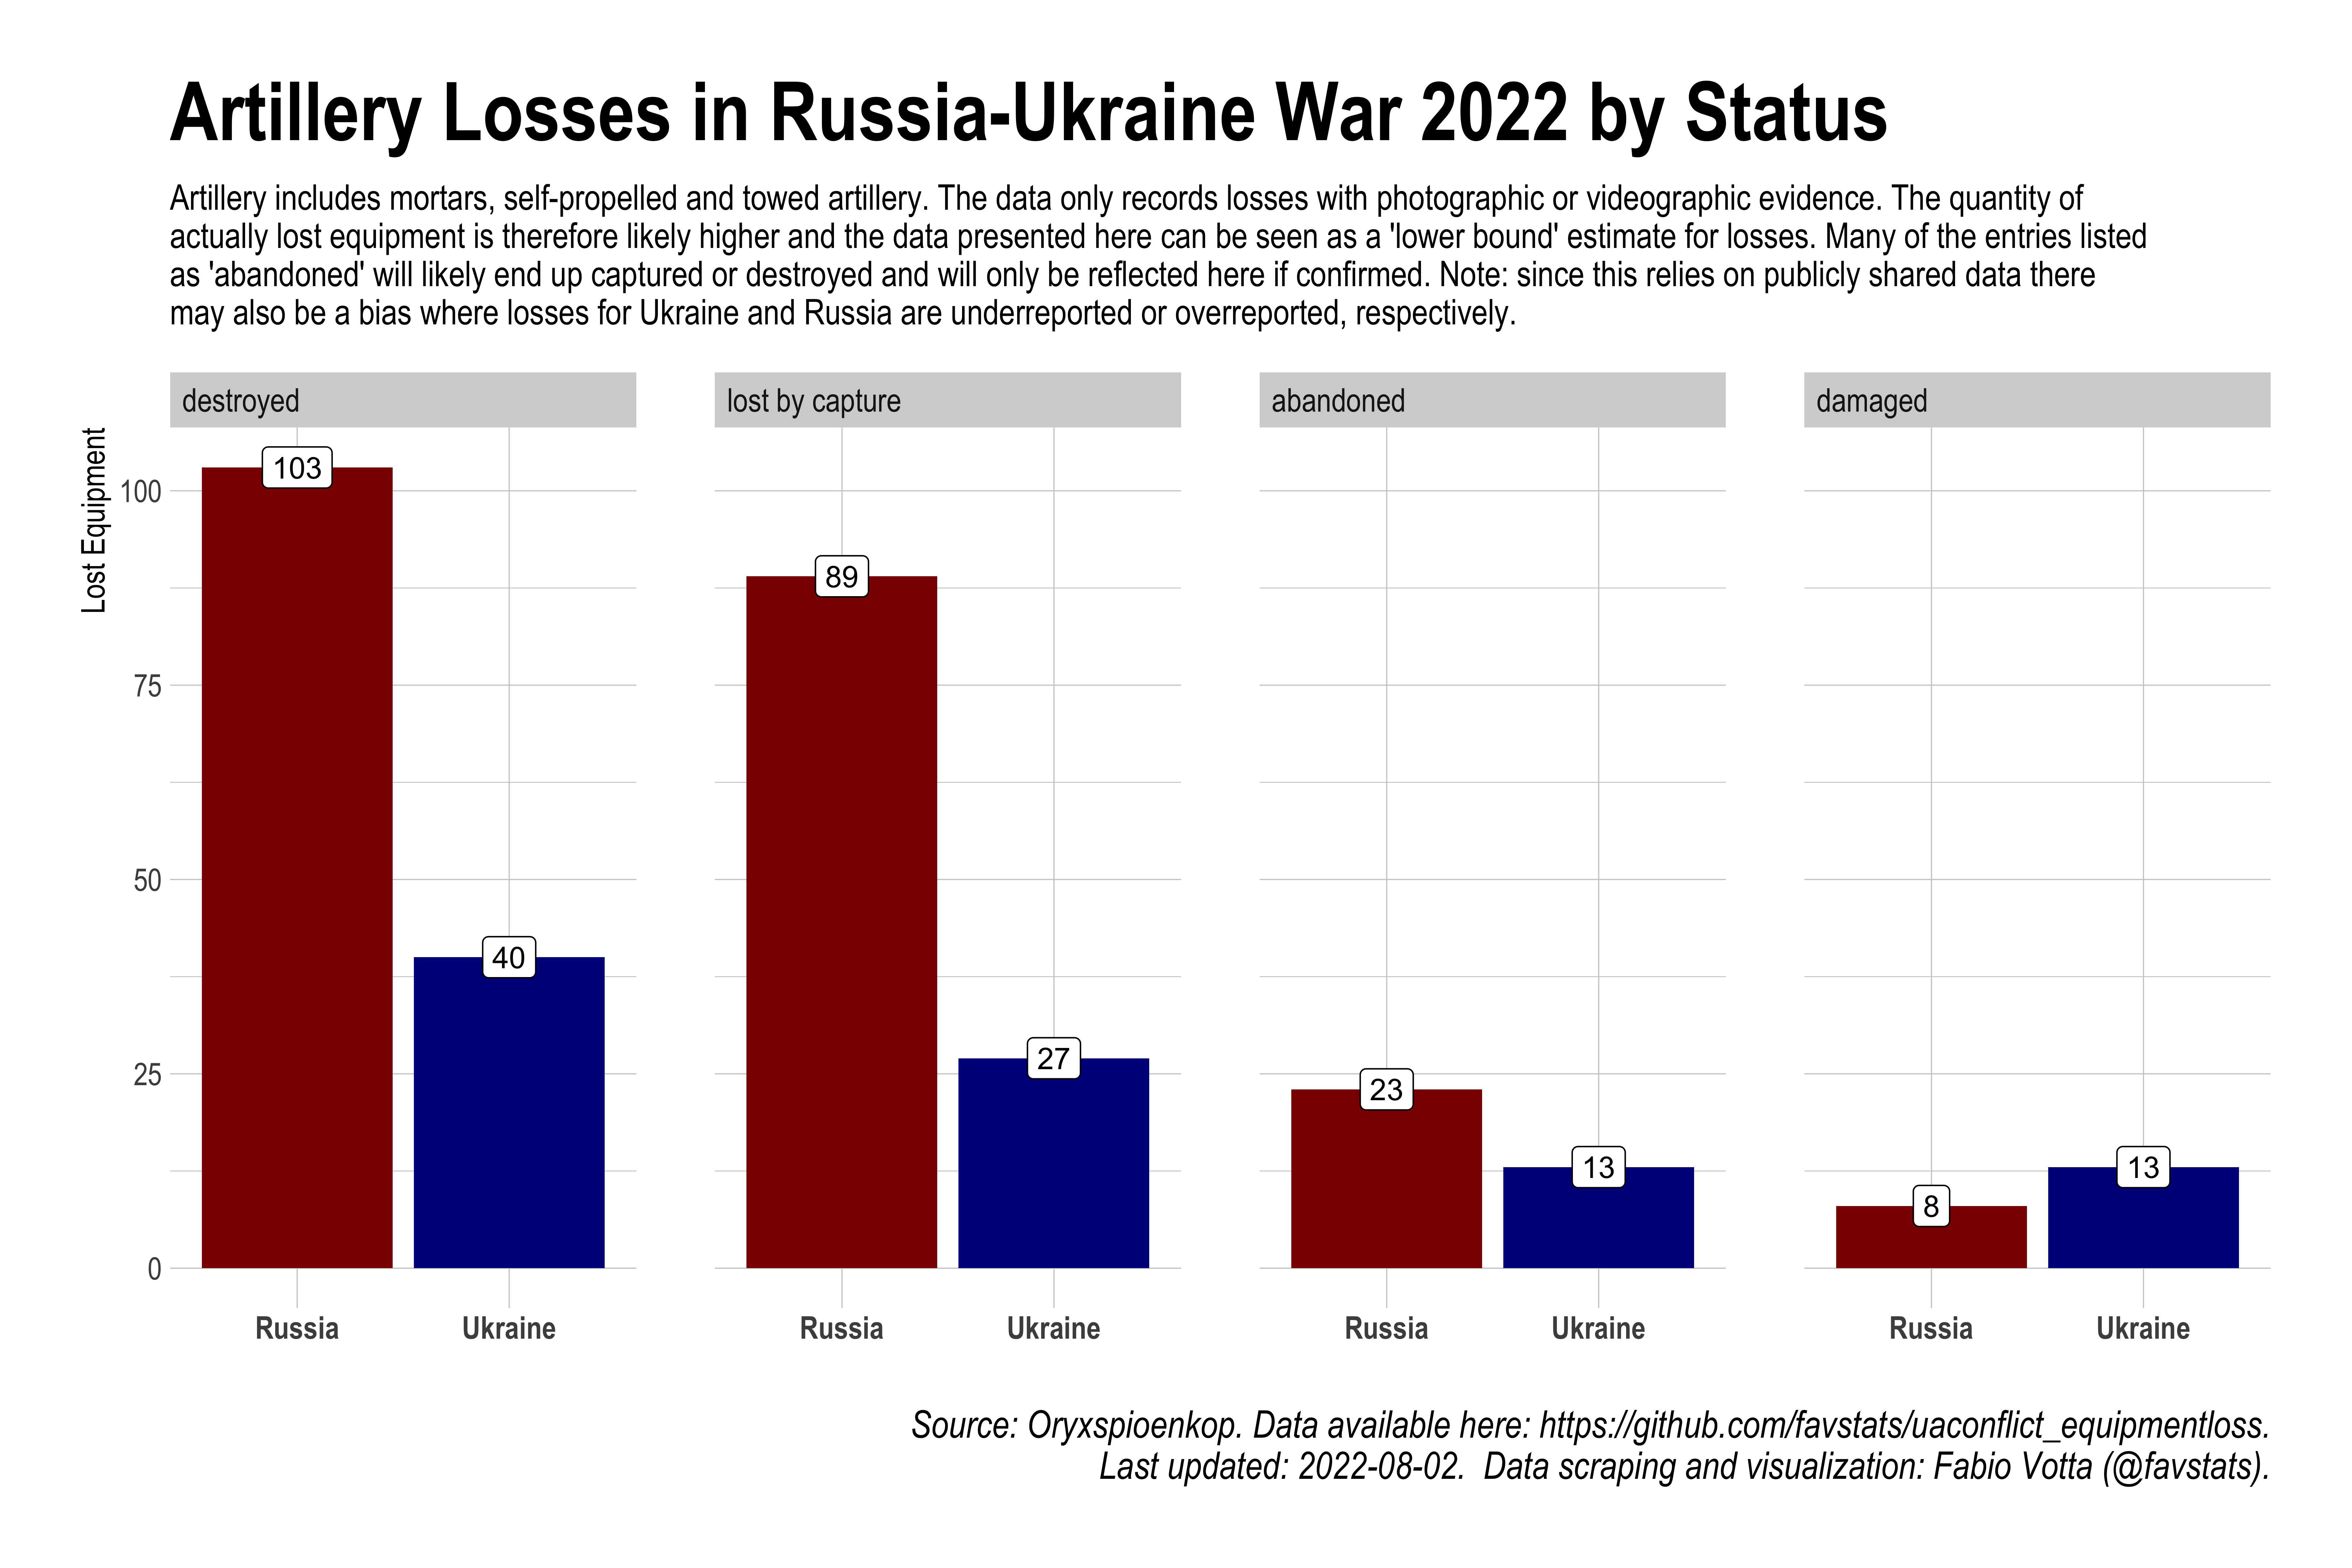 Artillery Losses in Russia-Ukraine War 2022 by Status
Artillery includes mortars, self-propelled and towed artillery. The data only records losses with photographic or videographic evidence. The quantity of
actually lost equipment is therefore likely higher and the data presented here can be seen as a 'lower bound' estimate for losses. Many of the entries listed
as 'abandoned' will likely end up captured or destroyed and will only be reflected here if confirmed. Note: since this relies on publicly shared data there
may also be a bias where losses for Ukraine and Russia are underreported or overreported, respectively.
Lost Equipment
100
75
50
25
0
destroyed
103
40
Russia
Ukraine
lost by capture
89
27
Russia
Ukraine
abandoned
23
13
Russia
Ukraine
damaged
8
13
Russia
Ukraine
Source: Oryxspioenkop. Data available here: https://github.com/favstats/uaconflict_equipmentloss.
Last updated: 2022-08-02.  Data scraping and visualization: Fabio Votta (@favstats).